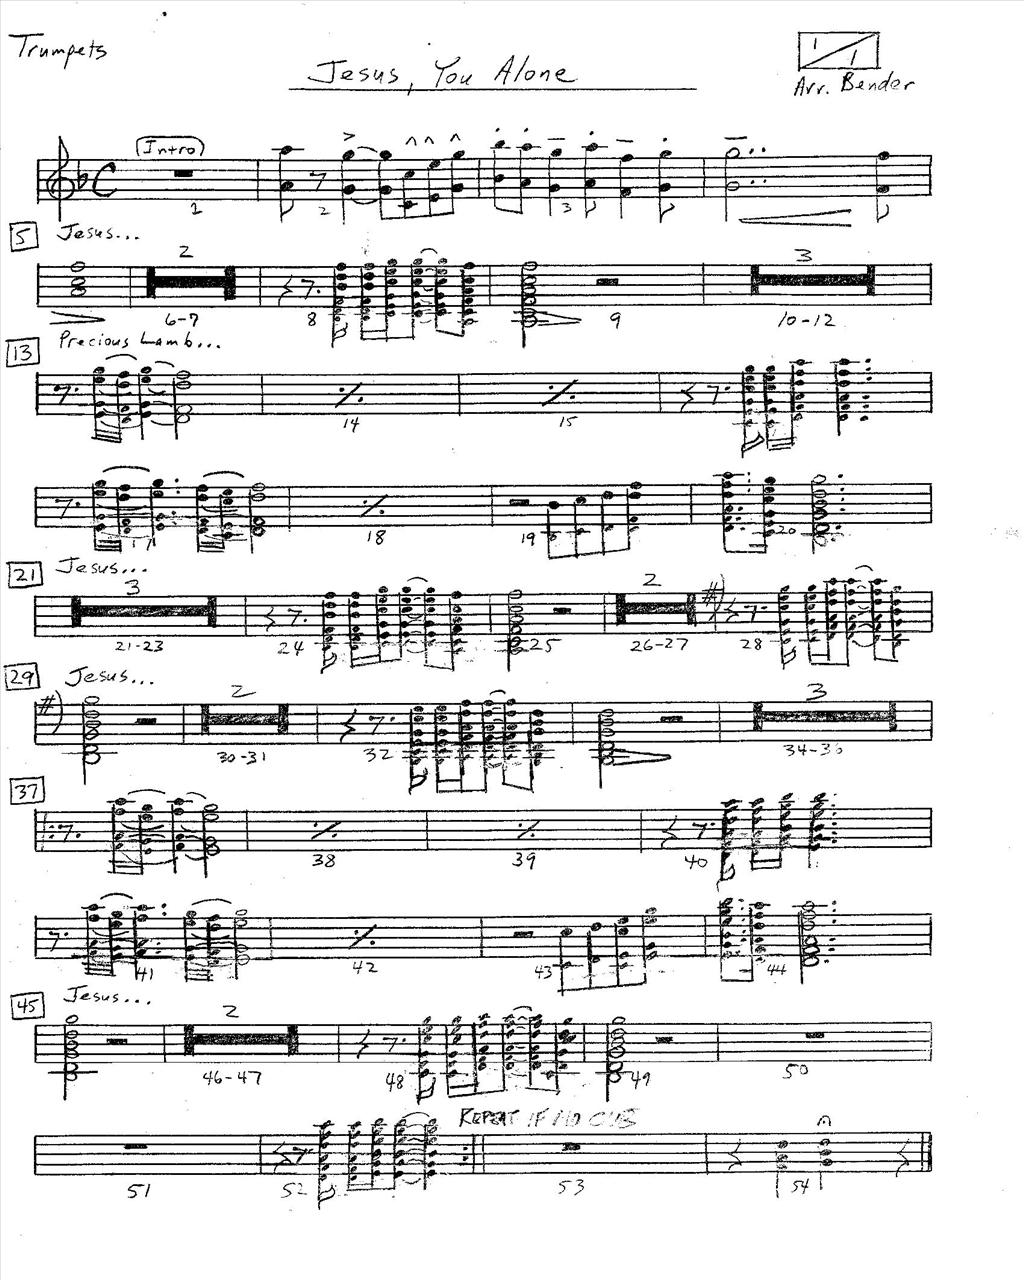 Trumpets
1/1
Jesus, You Alone
Arr. Bender
(Intro)
1 2 3
5 Jesus...
2 3
6-7 8 9 10-12
13 Precious Lamb...
14 15
17 18 19 20
21 Jesus...
3 2
21-23 24 25 26-27 28
29 Jesus...
2 3
30-31 32 34-36
37
38 39 40
41 42 43 44
45 Jesus...
2
46-47 48 49 50
REPEAT IF NO CUE
51 52 53 54